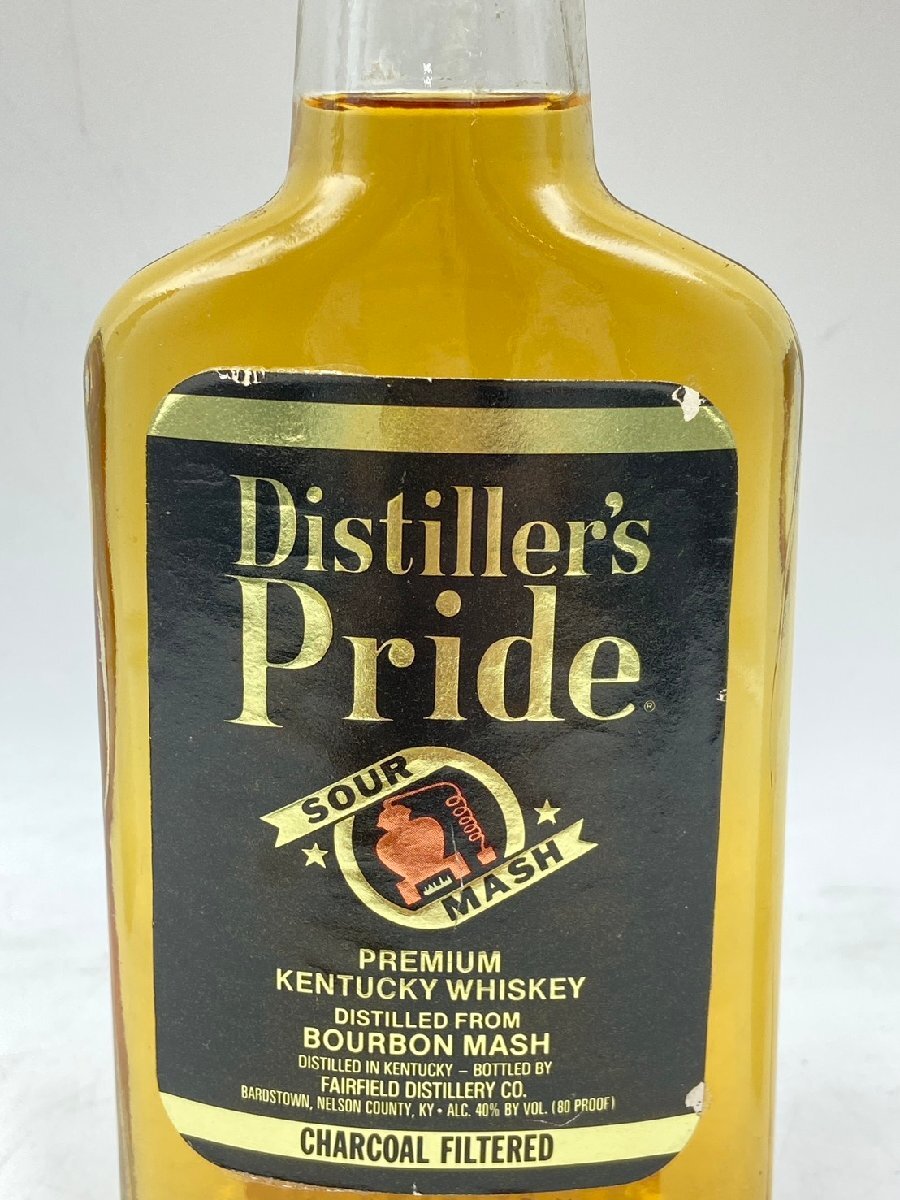 Distiller's
Pride®
SOUR
MASH
PREMIUM
KENTUCKY WHISKEY
DISTILLED FROM
BOURBON MASH
DISTILLED IN KENTUCKY – BOTTLED BY
FAIRFIELD DISTILLERY CO.
BARDSTOWN, NELSON COUNTY, KY • ALC. 40% BY VOL. (80 PROOF)
CHARCOAL FILTERED